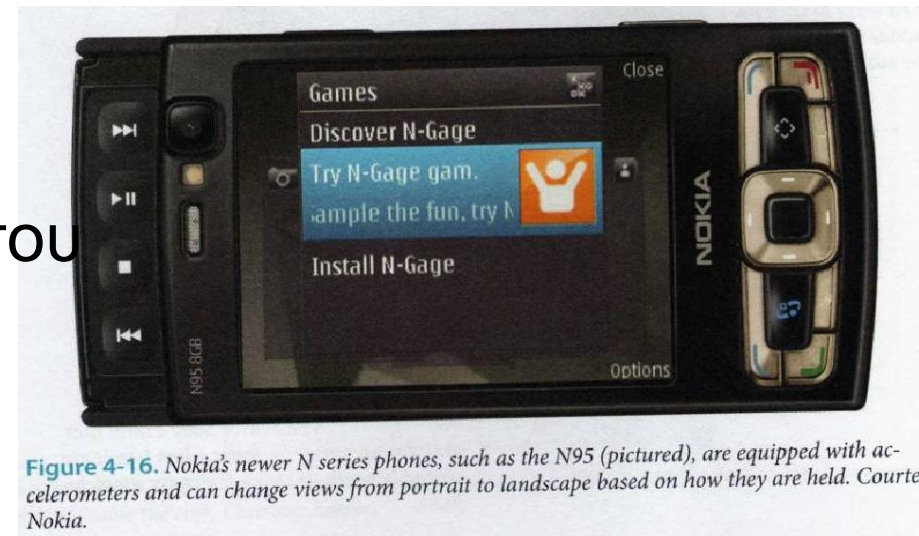 Close
Games
Discover N-Gage
Try N-Gage gam.
ample the fun, try N
Install N-Gage
Options
NOKIA
N95 8GB
TOU
Figure 4-16. Nokia's newer N series phones, such as the N95 (pictured), are equipped with ac-
celerometers and can change views from portrait to landscape based on how they are held. Courte
Nokia.